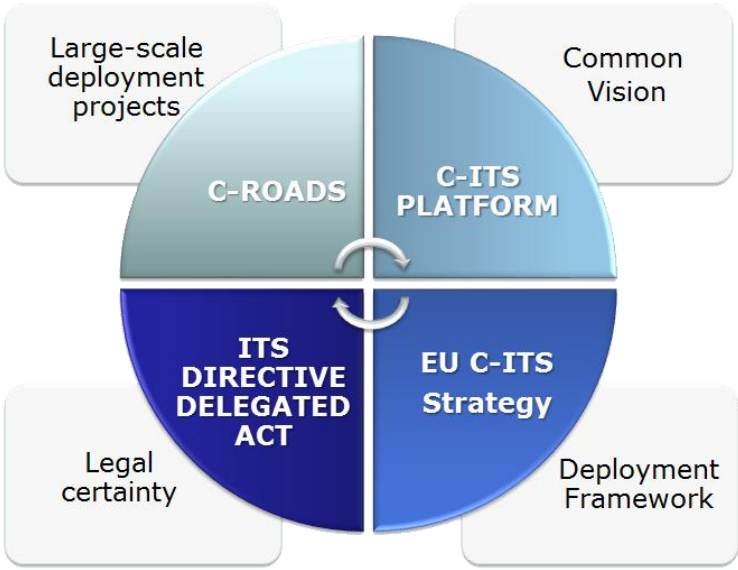 Large-scale
deployment
projects
Common
Vision
C-ROADS
C-ITS
PLATFORM
ITS
DIRECTIVE
DELEGATED
ACT
EU C-ITS
Strategy
Legal
certainty
Deployment
Framework